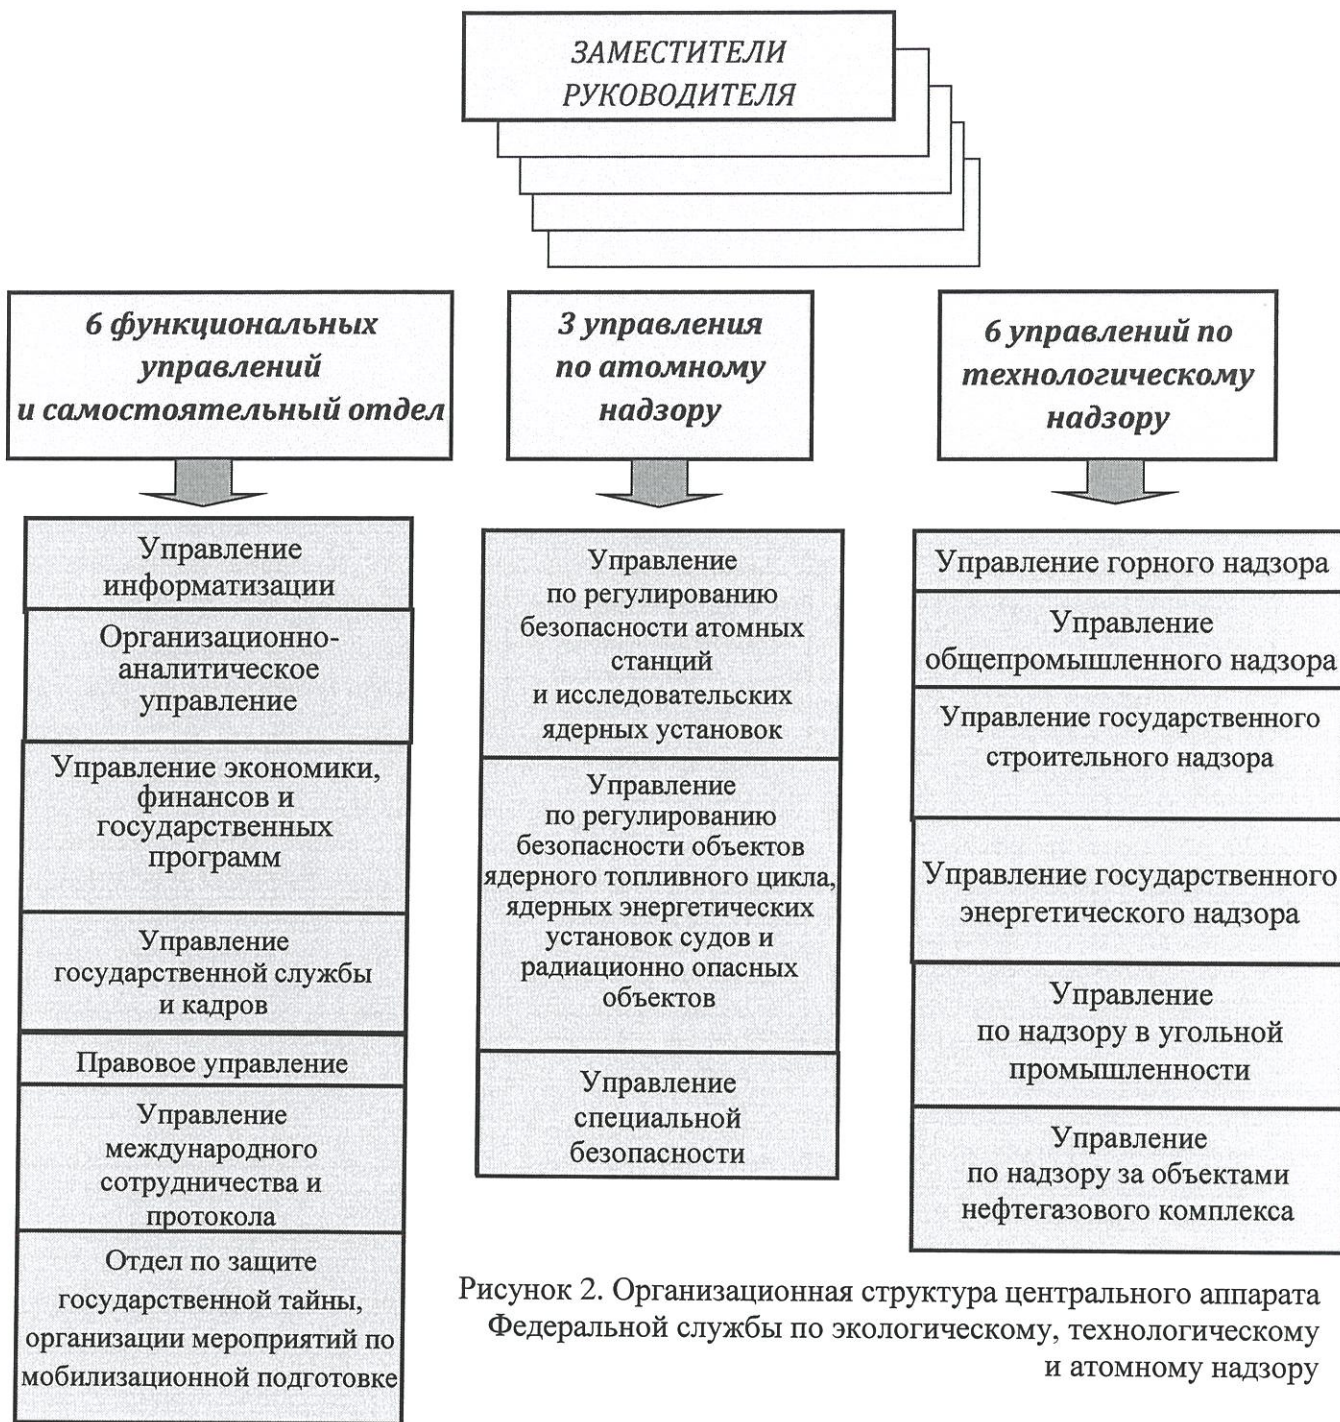 ЗАМЕСТИТЕЛИ
РУКОВОДИТЕЛЯ
6 функциональных
управлений
и самостоятельный отдел
Управление
информатизации
Организационно-
аналитическое
управление
Управление экономики,
финансов и
государственных
программ
Управление
государственной службы
и кадров
Правовое управление
Управление
международного
сотрудничества и
протокола
Отдел по защите
государственной тайны,
организации мероприятий по
мобилизационной подготовке
3 управления
по атомному
надзору
Управление
по регулированию
безопасности атомных
станций
и исследовательских
ядерных установок
Управление
по регулированию
безопасности объектов
ядерного топливного цикла,
ядерных энергетических
установок судов и
радиационно опасных
объектов
Управление
специальной
безопасности
6 управлений по
технологическому
надзору
Управление горного надзора
Управление
общепромышленного надзора
Управление государственного
строительного надзора
Управление государственного
энергетического надзора
Управление
по надзору в угольной
промышленности
Управление
по надзору за объектами
нефтегазового комплекса
Рисунок 2. Организационная структура центрального аппарата
Федеральной службы по экологическому, технологическому
и атомному надзору